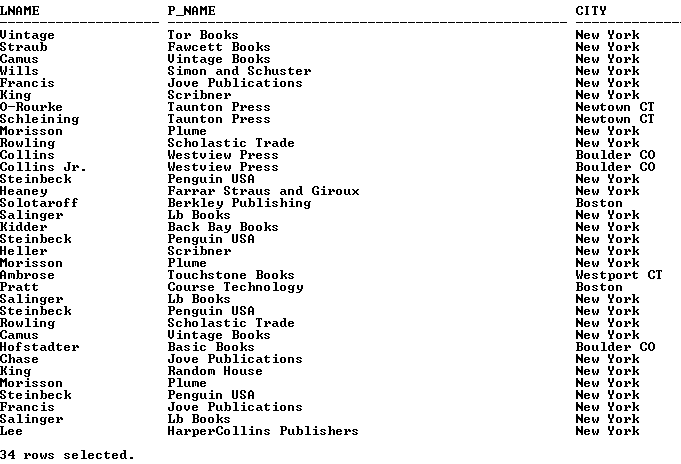 LNAME P_NAME CITY
Vintage Tor Books New York
Straub Fawcett Books New York
Camus Vintage Books New York
Wills Simon and Schuster New York
Francis Jove Publications New York
King Scribner New York
O-Rourke Taunton Press Newtown CT
Schleining Taunton Press Newtown CT
Morisson Plume New York
Rowling Scholastic Trade New York
Collins Westview Press Boulder CO
Collins Jr. Westview Press Boulder CO
Steinbeck Penguin USA New York
Heaney Farrar Straus and Giroux New York
Solotaroff Berkley Publishing Boston
Salinger Lb Books New York
Kidder Back Bay Books New York
Steinbeck Penguin USA New York
Heller Scribner New York
Morisson Plume New York
Ambrose Touchstone Books Westport CT
Pratt Course Technology Boston
Salinger Lb Books New York
Steinbeck Penguin USA New York
Rowling Scholastic Trade New York
Camus Vintage Books New York
Hofstadter Basic Books Boulder CO
Chase Jove Publications New York
King Random House New York
Morisson Plume New York
Steinbeck Penguin USA New York
Francis Jove Publications New York
Salinger Lb Books New York
Lee HarperCollins Publishers New York
34 rows selected.